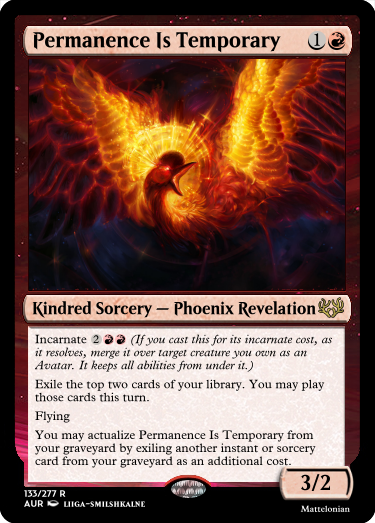 Permanence Is Temporary 1
Kindred Sorcery — Phoenix Revelation
Incarnate 2 (If you cast this for its incarnate cost, as
it resolves, merge it over target creature you own as an
Avatar. It keeps all abilities from under it.)
Exile the top two cards of your library. You may play
those cards this turn.
Flying
You may actualize Permanence Is Temporary from
your graveyard by exiling another instant or sorcery
card from your graveyard as an additional cost.
3/2
133/277 R
AUR LIIGA-SMILSHKALNE
Mattelonian